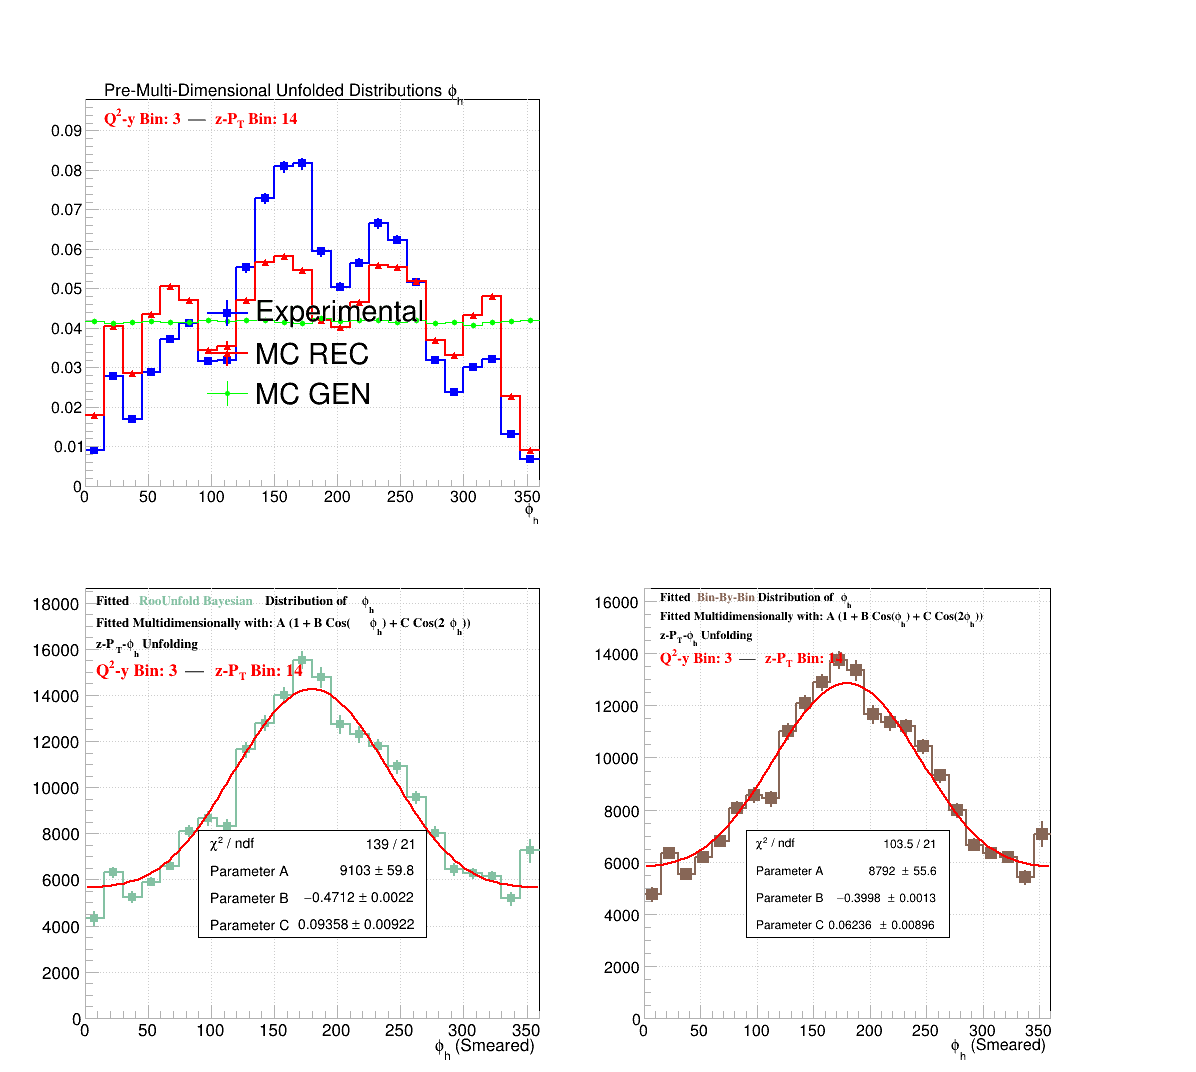 Pre-Multi-Dimensional Unfolded Distributions ϕh
Q²-y Bin: 3 — z-PT Bin: 14
0.09
0.08
0.07
0.06
0.05
0.04
0.03
0.02
0.01
0
Experimental
MC REC
MC GEN
0 50 100 150 200 250 300 350
ϕh
Fitted RooUnfold Bayesian Distribution of ϕh
Fitted Multidimensionally with: A (1 + B Cos( ϕh) + C Cos(2 ϕh))
z-PT-ϕh Unfolding
Q²-y Bin: 3 — z-PT Bin: 14
18000
16000
14000
12000
10000
8000
6000
4000
2000
0
χ² / ndf 139 / 21
Parameter A 9103 ± 59.8
Parameter B −0.4712 ± 0.0022
Parameter C 0.09358 ± 0.00922
0 50 100 150 200 250 300 350
ϕh (Smeared)
Fitted Bin-By-Bin Distribution of ϕh
Fitted Multidimensionally with: A (1 + B Cos(ϕh) + C Cos(2ϕh))
z-PT-ϕh Unfolding
Q²-y Bin: 3 — z-PT Bin: 14
16000
14000
12000
10000
8000
6000
4000
2000
0
χ² / ndf 103.5 / 21
Parameter A 8792 ± 55.6
Parameter B −0.3998 ± 0.0013
Parameter C 0.06236 ± 0.00896
0 50 100 150 200 250 300 350
ϕh (Smeared)